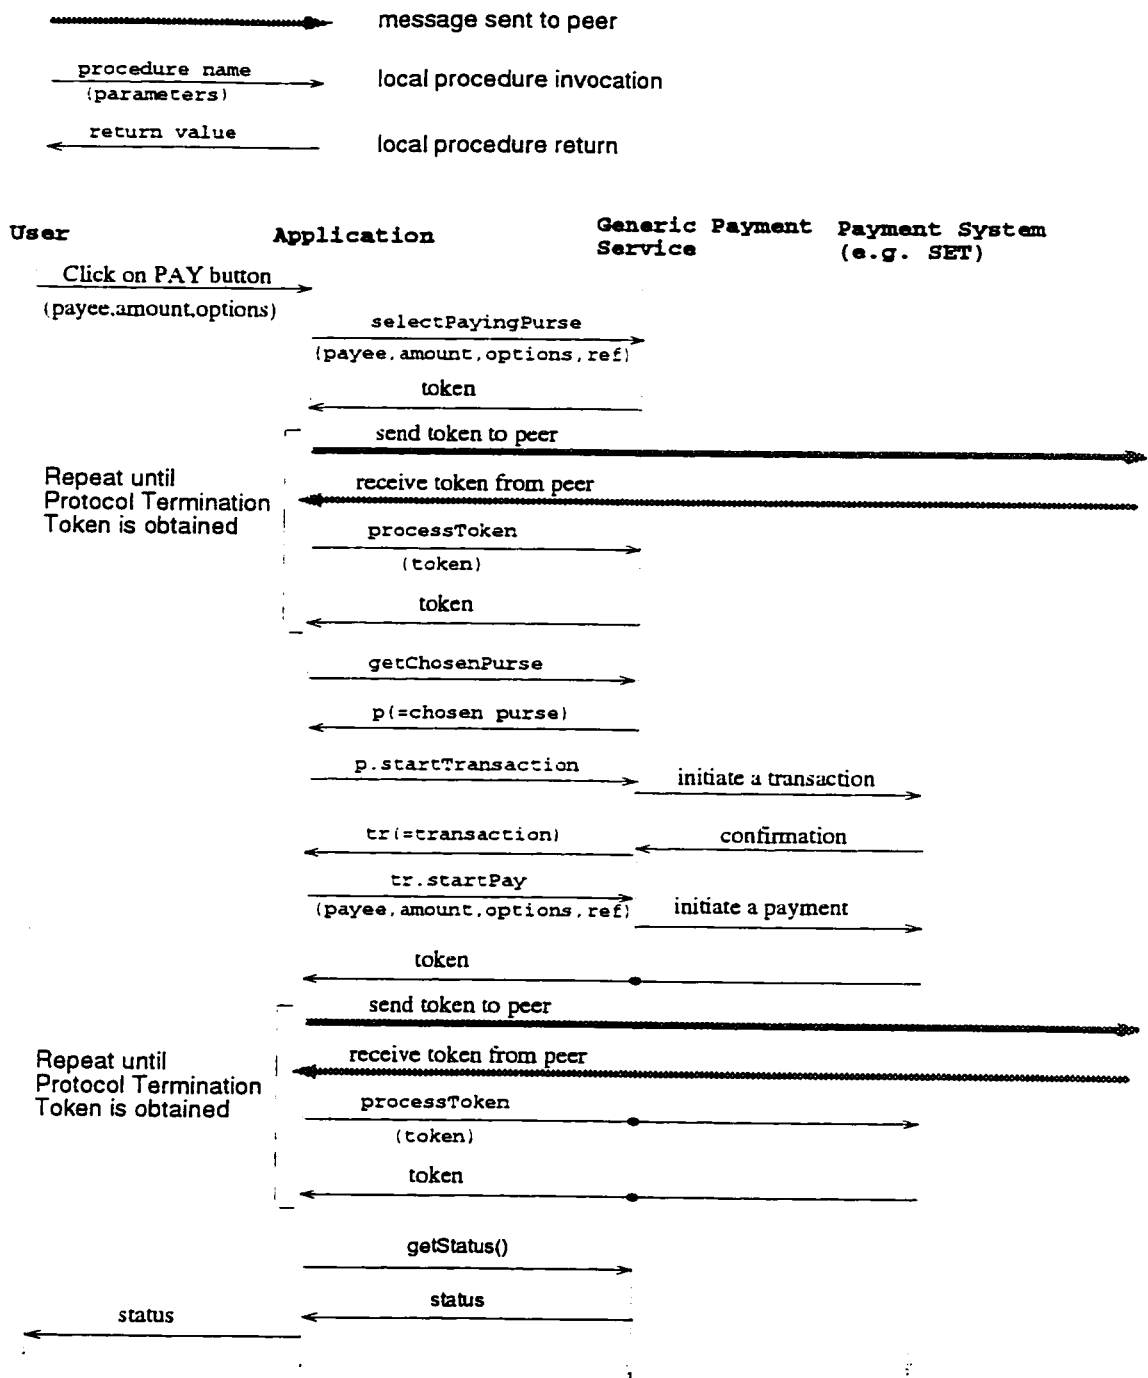 message sent to peer
procedure name
(parameters)
local procedure invocation
return value
local procedure return
User
Application
Generic Payment
Service
Payment System
(e.g. SET)
Click on PAY button
(payee,amount,options)
selectPayingPurse
(payee,amount,options,ref)
token
send token to peer
Repeat until
Protocol Termination
Token is obtained
receive token from peer
processToken
(token)
token
getChosenPurse
p(=chosen purse)
p.startTransaction
initiate a transaction
tr(=transaction)
confirmation
tr.startPay
(payee,amount,options,ref)
initiate a payment
token
send token to peer
Repeat until
Protocol Termination
Token is obtained
receive token from peer
processToken
(token)
token
getStatus()
status
status